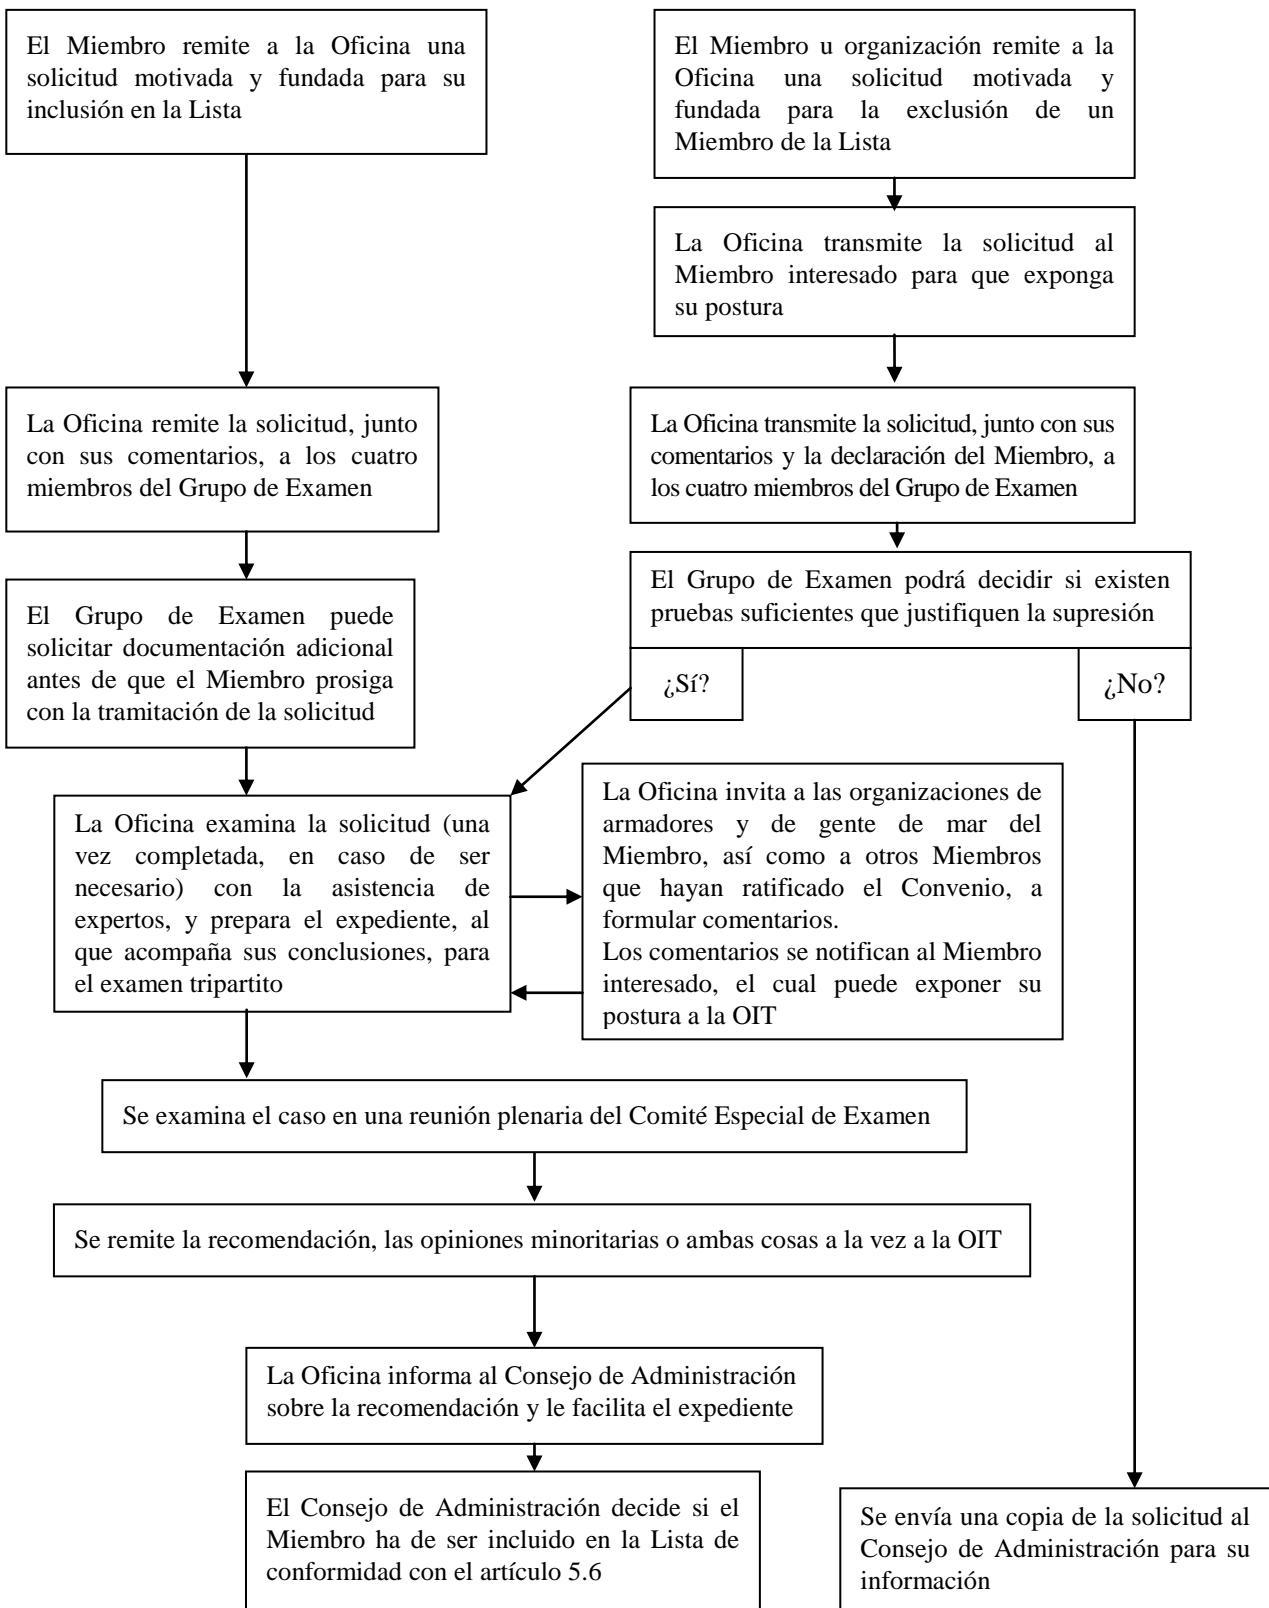 El Miembro remite a la Oficina una
solicitud motivada y fundada para su
inclusión en la Lista
El Miembro u organización remite a la
Oficina una solicitud motivada y
fundada para la exclusión de un
Miembro de la Lista
La Oficina transmite la solicitud al
Miembro interesado para que exponga
su postura
La Oficina remite la solicitud, junto
con sus comentarios, a los cuatro
miembros del Grupo de Examen
La Oficina transmite la solicitud, junto con sus
comentarios y la declaración del Miembro, a
los cuatro miembros del Grupo de Examen
El Grupo de Examen puede
solicitar documentación adicional
antes de que el Miembro prosiga
con la tramitación de la solicitud
El Grupo de Examen podrá decidir si existen
pruebas suficientes que justifiquen la supresión
¿Sí?
¿No?
La Oficina examina la solicitud (una
vez completada, en caso de ser
necesario) con la asistencia de
expertos, y prepara el expediente, al
que acompaña sus conclusiones, para
el examen tripartito
La Oficina invita a las organizaciones de
armadores y de gente de mar del
Miembro, así como a otros Miembros
que hayan ratificado el Convenio, a
formular comentarios.
Los comentarios se notifican al Miembro
interesado, el cual puede exponer su
postura a la OIT
Se examina el caso en una reunión plenaria del Comité Especial de Examen
Se remite la recomendación, las opiniones minoritarias o ambas cosas a la vez a la OIT
La Oficina informa al Consejo de Administración
sobre la recomendación y le facilita el expediente
El Consejo de Administración decide si el
Miembro ha de ser incluido en la Lista de
conformidad con el artículo 5.6
Se envía una copia de la solicitud al
Consejo de Administración para su
información